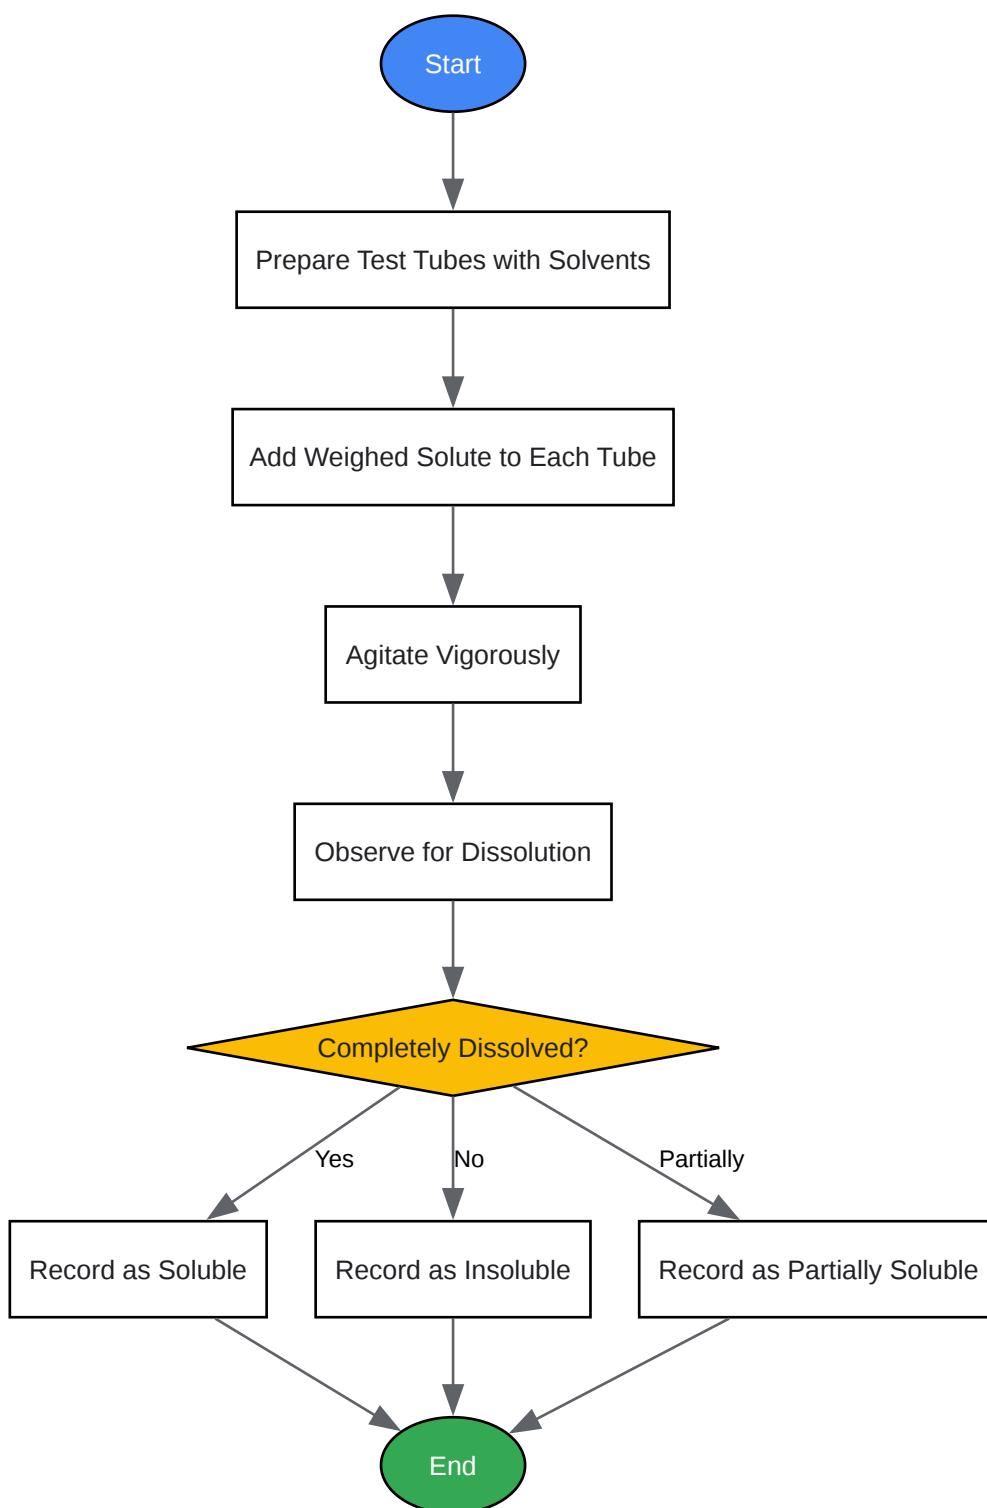 Start
Prepare Test Tubes with Solvents
Add Weighed Solute to Each Tube
Agitate Vigorously
Observe for Dissolution
Completely Dissolved?
Yes
No
Partially
Record as Soluble
Record as Insoluble
Record as Partially Soluble
End